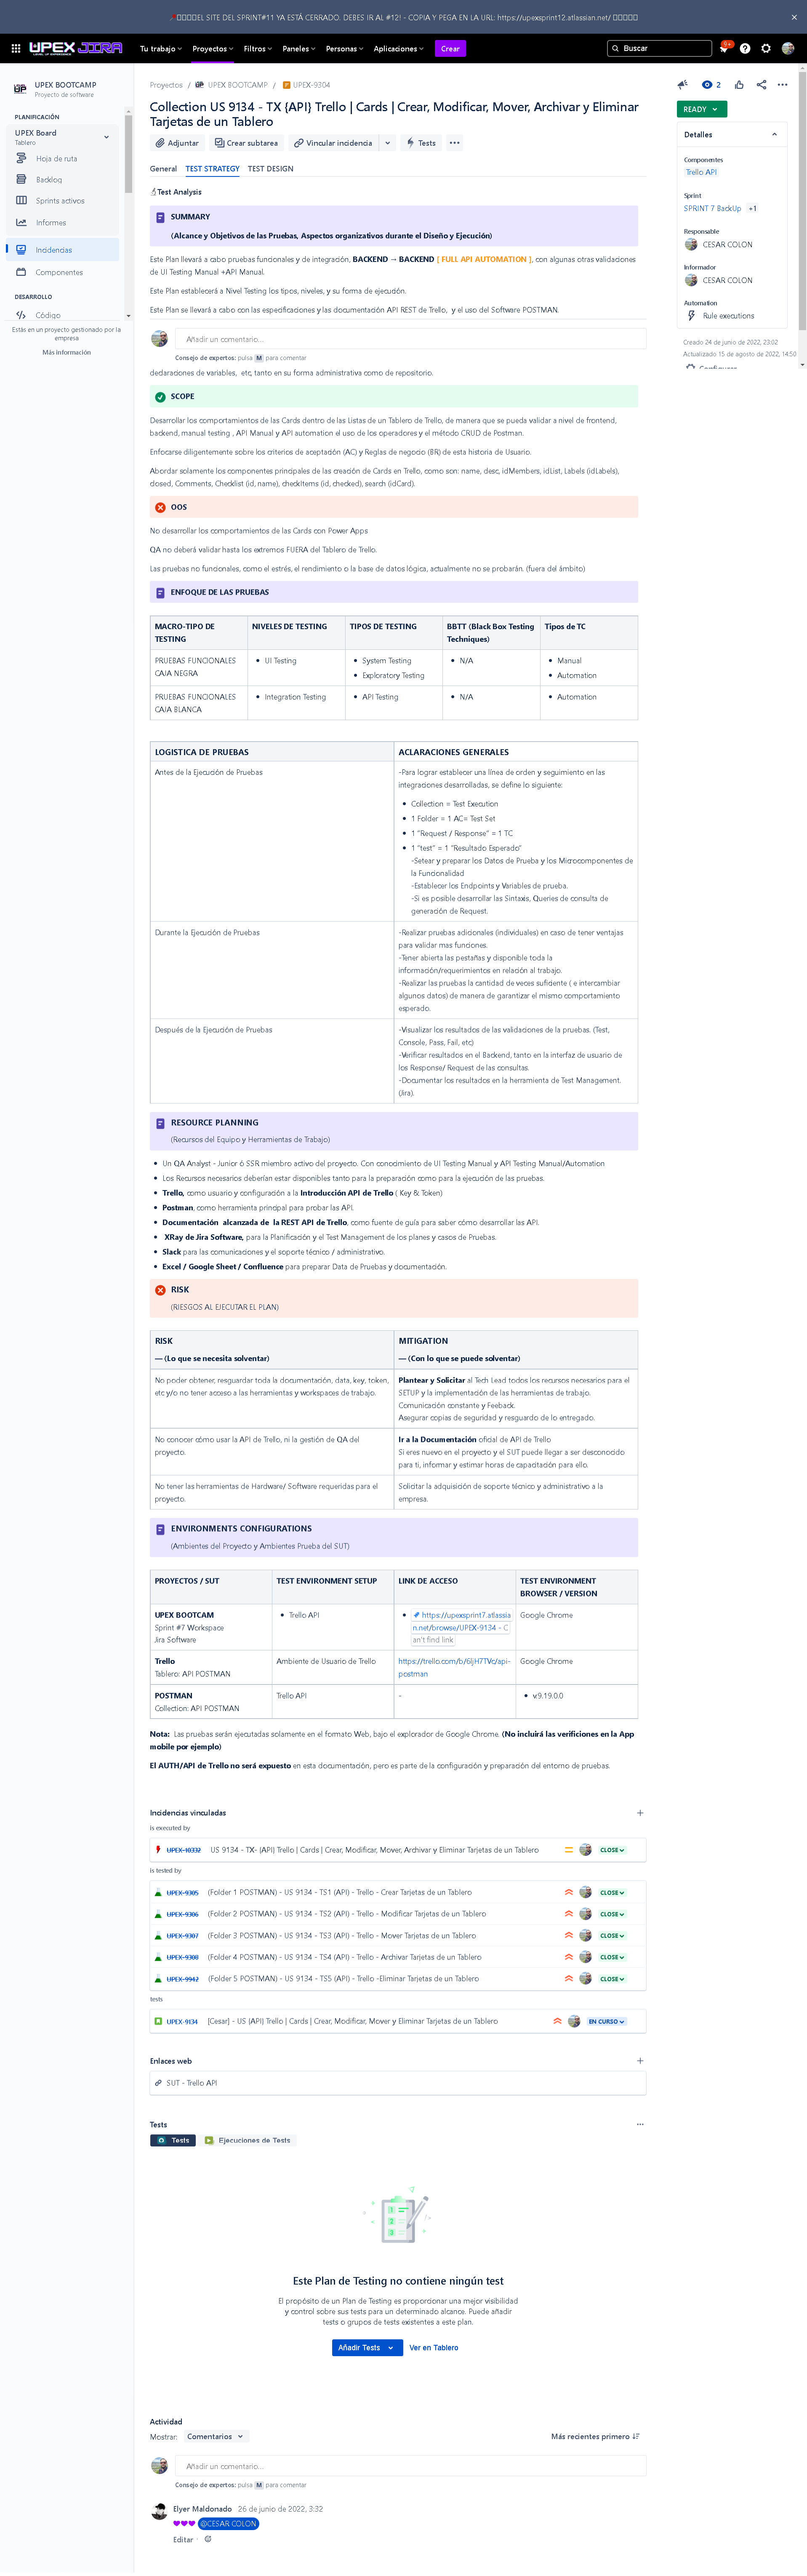 EL SITE DEL SPRINT#11 YA ESTÁ CERRADO. DEBES IR AL #12! - COPIA Y PEGA EN LA URL: https://upexsprint12.atlassian.net/
UPEX JIRA Tu trabajo Proyectos Filtros Paneles Personas Aplicaciones Crear Buscar 9+
UPEX BOOTCAMP
Proyecto de software
PLANIFICACIÓN
UPEX Board
Tablero
Hoja de ruta
Backlog
Sprints activos
Informes
Incidencias
Componentes
DESARROLLO
Código
Estás en un proyecto gestionado por la
empresa
Más información
Proyectos / UPEX BOOTCAMP / UPEX-9304
Collection US 9134 - TX {API} Trello | Cards | Crear, Modificar, Mover, Archivar y Eliminar
Tarjetas de un Tablero
Adjuntar Crear subtarea Vincular incidencia Tests
General TEST STRATEGY TEST DESIGN
2
READY
Detalles
Componentes
Trello API
Sprint
SPRINT 7 BackUp +1
Responsable
CESAR COLON
Informador
CESAR COLON
Automation
Rule executions
Creado 24 de junio de 2022, 23:02
Actualizado 15 de agosto de 2022, 14:50
Configurar
Test Analysis
SUMMARY
(Alcance y Objetivos de las Pruebas, Aspectos organizativos durante el Diseño y Ejecución)
Este Plan llevará a cabo pruebas funcionales y de integración, BACKEND → BACKEND [ FULL API AUTOMATION ], con algunas otras validaciones
de UI Testing Manual +API Manual.
Este Plan establecerá a Nivel Testing los tipos, niveles, y su forma de ejecución.
Este Plan se llevará a cabo con las especificaciones y las documentación API REST de Trello, y el uso del Software POSTMAN.
Añadir un comentario...
Consejo de expertos: pulsa M para comentar
declaraciones de variables, etc, tanto en su forma administrativa como de repositorio.
SCOPE
Desarrollar los comportamientos de las Cards dentro de las Listas de un Tablero de Trello, de manera que se pueda validar a nivel de frontend,
backend, manual testing , API Manual y API automation el uso de los operadores y el método CRUD de Postman.
Enfocarse diligentemente sobre los criterios de aceptación (AC) y Reglas de negocio (BR) de esta historia de Usuario.
Abordar solamente los componentes principales de la creación de Cards en Trello, como son: name, desc, idMembers, idList, Labels (idLabels),
closed, Comments, Checklist (id, name), checkItems (id, checked), search (idCard).
OOS
No desarrollar los comportamientos de las Cards con Power Apps
QA no deberá validar hasta los extremos FUERA del Tablero de Trello.
Las pruebas no funcionales, como el estrés, el rendimiento o la base de datos lógica, actualmente no se probarán. (fuera del ámbito)
ENFOQUE DE LAS PRUEBAS
MACRO-TIPO DE TESTING NIVELES DE TESTING TIPOS DE TESTING BBTT (Black Box Testing Techniques) Tipos de TC
PRUEBAS FUNCIONALES CAJA NEGRA
UI Testing
System Testing
Exploratory Testing
N/A
Manual
Automation
PRUEBAS FUNCIONALES CAJA BLANCA
Integration Testing
API Testing
N/A
Automation
LOGISTICA DE PRUEBAS ACLARACIONES GENERALES
Antes de la Ejecución de Pruebas
-Para lograr establecer una línea de orden y seguimiento en las
integraciones desarrolladas, se define lo siguiente:
Collection = Test Execution
1 Folder = 1 AC= Test Set
1 "Request / Response" = 1 TC
1 "test" = 1 "Resultado Esperado"
-Setear y preparar los Datos de Prueba y los Microcomponentes de
la Funcionalidad
-Establecer los Endpoints y Variables de prueba.
-Si es posible desarrollar las Sintaxis, Queries de consulta de
generación de Request.
Durante la Ejecución de Pruebas
-Realizar pruebas adicionales (individuales) en caso de tener ventajas
para validar mas funciones.
-Tener abierta las pestañas y disponible toda la
información/requerimientos en relación al trabajo.
-Realizar las pruebas la cantidad de veces suficiente ( e intercambiar
algunos datos) de manera de garantizar el mismo comportamiento
esperado.
Después de la Ejecución de Pruebas
-Visualizar los resultados de las validaciones de la pruebas. (Test,
Console, Pass, Fail, etc)
-Verificar resultados en el Backend, tanto en la interfaz de usuario de
los Response/ Request de las consultas.
-Documentar los resultados en la herramienta de Test Management.
(Jira).
RESOURCE PLANNING
(Recursos del Equipo y Herramientas de Trabajo)
Un QA Analyst - Junior ó SSR miembro activo del proyecto. Con conocimiento de UI Testing Manual y API Testing Manual/Automation
Los Recursos necesarios deberían estar disponibles tanto para la preparación como para la ejecución de las pruebas.
Trello, como usuario y configuración a la Introducción API de Trello ( Key & Token)
Postman, como herramienta principal para probar las API.
Documentación alcanzada de la REST API de Trello, como fuente de guía para saber cómo desarrollar las API.
XRay de Jira Software, para la Planificación y el Test Management de los planes y casos de Pruebas.
Slack para las comunicaciones y el soporte técnico / administrativo.
Excel / Google Sheet / Confluence para preparar Data de Pruebas y documentación.
RISK
(RIESGOS AL EJECUTAR EL PLAN)
RISK
— (Lo que se necesita solventar)
MITIGATION
— (Con lo que se puede solventar)
No poder obtener, resguardar toda la documentación, data, key, token,
etc y/o no tener acceso a las herramientas y workspaces de trabajo.
Plantear y Solicitar al Tech Lead todos los recursos necesarios para el
SETUP y la implementación de las herramientas de trabajo.
Comunicación constante y Feeback.
Asegurar copias de seguridad y resguardo de lo entregado.
No conocer cómo usar la API de Trello, ni la gestión de QA del
proyecto.
Ir a la Documentación oficial de API de Trello
Si eres nuevo en el proyecto y el SUT puede llegar a ser desconocido
para ti, informar y estimar horas de capacitación para ello.
No tener las herramientas de Hardware/ Software requeridas para el
proyecto.
Solicitar la adquisición de soporte técnico y administrativo a la
empresa.
ENVIRONMENTS CONFIGURATIONS
(Ambientes del Proyecto y Ambientes Prueba del SUT)
PROYECTOS / SUT TEST ENVIRONMENT SETUP LINK DE ACCESO TEST ENVIRONMENT BROWSER / VERSION
UPEX BOOTCAM
Sprint #7 Workspace
Jira Software
Trello API
https://upexsprint7.atlassia
n.net/browse/UPEX-9134 - C
an't find link
Google Chrome
Trello
Tablero: API POSTMAN
Ambiente de Usuario de Trello
https://trello.com/b/6ljH7TVc/api-
postman
Google Chrome
POSTMAN
Collection: API POSTMAN
Trello API
-
v.9.19.0.0
Nota: Las pruebas serán ejecutadas solamente en el formato Web, bajo el explorador de Google Chrome. (No incluirá las verificiones en la App
mobile por ejemplo)
El AUTH/API de Trello no será expuesto en esta documentación, pero es parte de la configuración y preparación del entorno de pruebas.
Incidencias vinculadas
is executed by
UPEX-10332 US 9134 - TX- {API} Trello | Cards | Crear, Modificar, Mover, Archivar y Eliminar Tarjetas de un Tablero CLOSE
is tested by
UPEX-9305 (Folder 1 POSTMAN) - US 9134 - TS1 (API) - Trello - Crear Tarjetas de un Tablero CLOSE
UPEX-9306 (Folder 2 POSTMAN) - US 9134 - TS2 (API) - Trello - Modificar Tarjetas de un Tablero CLOSE
UPEX-9307 (Folder 3 POSTMAN) - US 9134 - TS3 (API) - Trello - Mover Tarjetas de un Tablero CLOSE
UPEX-9308 (Folder 4 POSTMAN) - US 9134 - TS4 (API) - Trello - Archivar Tarjetas de un Tablero CLOSE
UPEX-9942 (Folder 5 POSTMAN) - US 9134 - TS5 (API) - Trello -Eliminar Tarjetas de un Tablero CLOSE
tests
UPEX-9134 [Cesar] - US {API} Trello | Cards | Crear, Modificar, Mover y Eliminar Tarjetas de un Tablero EN CURSO
Enlaces web
SUT - Trello API
Tests
Tests Ejecuciones de Tests
Este Plan de Testing no contiene ningún test
El propósito de un Plan de Testing es proporcionar una mejor visibilidad
y control sobre sus tests para un determinado alcance. Puede añadir
tests o grupos de tests existentes a este plan.
Añadir Tests Ver en Tablero
Actividad
Mostrar: Comentarios Más recientes primero
Añadir un comentario...
Consejo de expertos: pulsa M para comentar
Elyer Maldonado 26 de junio de 2022, 3:32
@CESAR COLON
Editar